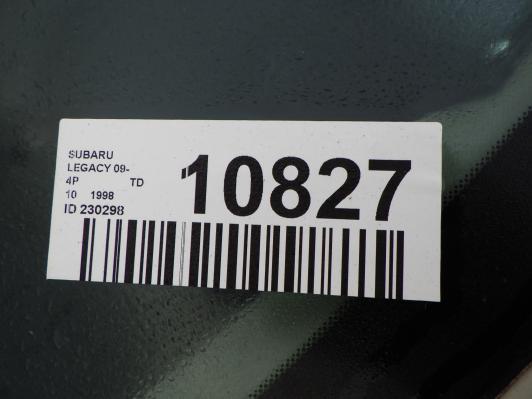 SUBARU
LEGACY 09-
4P TD
10 1998
ID 230298
10827